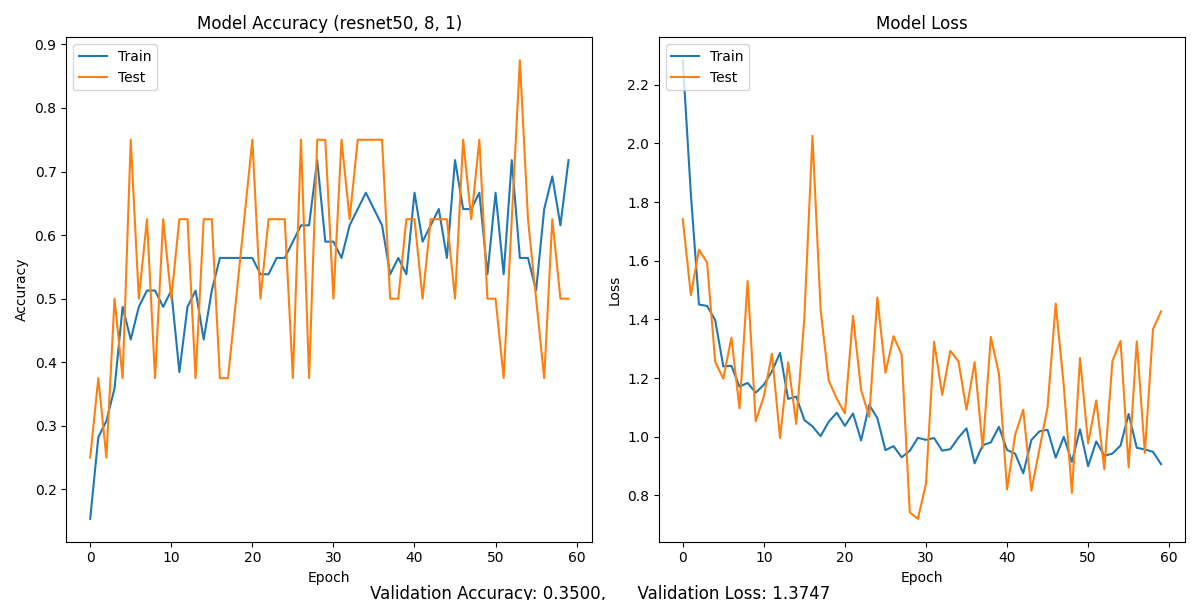 Model Accuracy (resnet50, 8, 1)
Train
Test
0.9
0.8
0.7
0.6
0.5
0.4
0.3
0.2
Accuracy
0 10 20 30 40 50 60
Epoch
Model Loss
Train
Test
2.2
2.0
1.8
1.6
1.4
1.2
1.0
0.8
Loss
0 10 20 30 40 50 60
Epoch
Validation Accuracy: 0.3500, Validation Loss: 1.3747